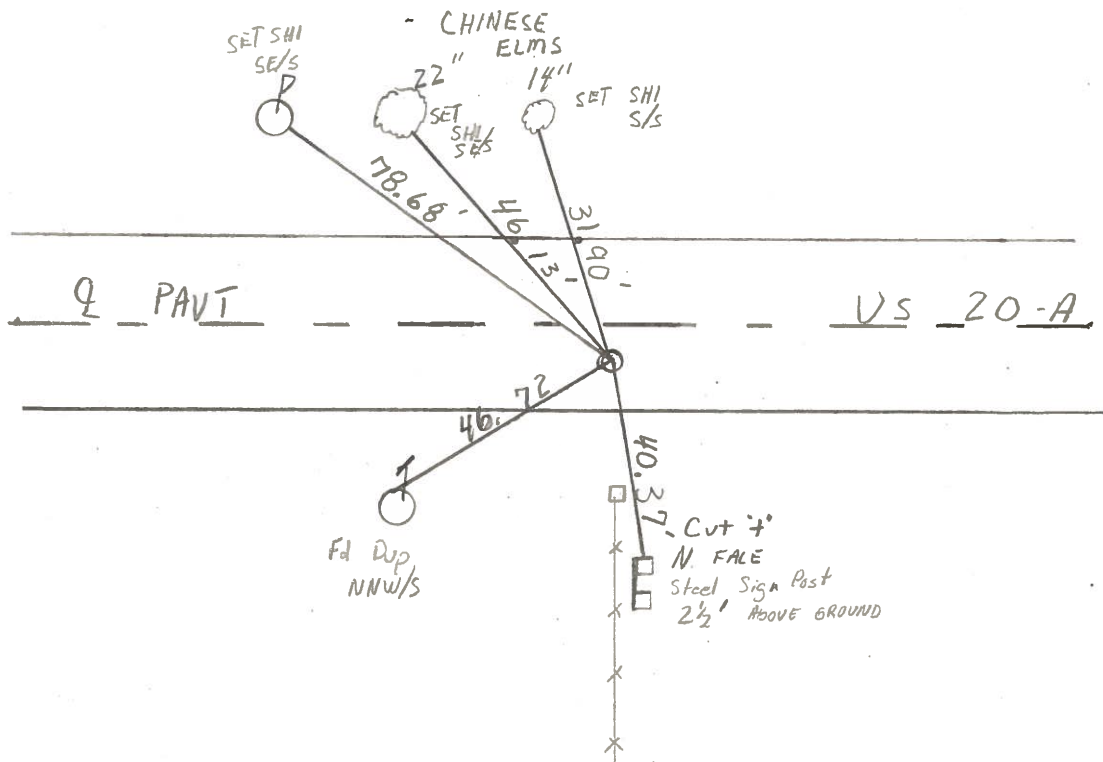 - CHINESE
ELMS
SET SHI
SE/S
P
22"
SET
SHI/
SE/S
14"
SET SHI
S/S
78.68'
46.13'
31.90'
℄ PAVT
US 20-A
46.72
40.37'
T
Fd Dup
NNW/S
Cut "+"
N. FALE
Steel Sign Post
2½' ABOVE GROUND